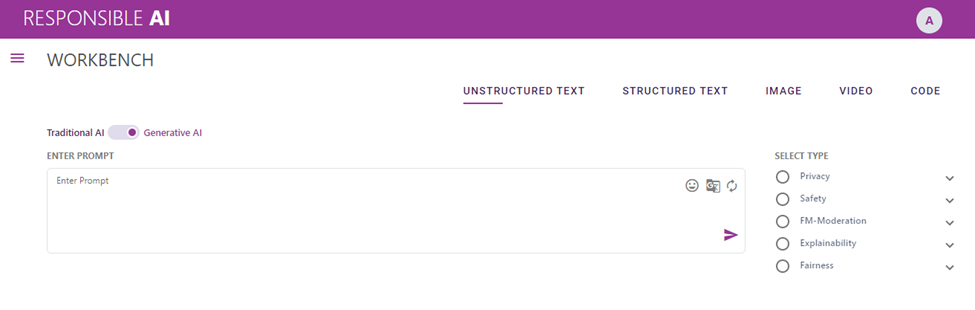 RESPONSIBLE AI
A
WORKBENCH
UNSTRUCTURED TEXT STRUCTURED TEXT IMAGE VIDEO CODE
Traditional AI Generative AI
ENTER PROMPT
Enter Prompt
SELECT TYPE
Privacy
Safety
FM-Moderation
Explainability
Fairness